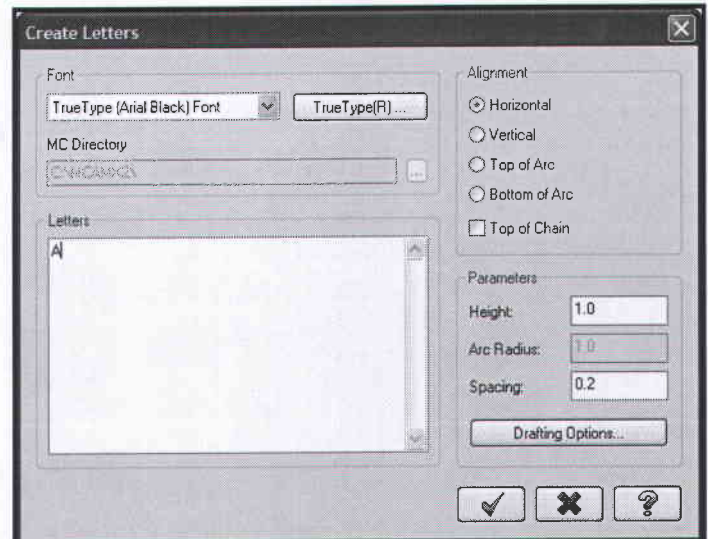 Create Letters
Font
TrueType (Arial Black) Font
TrueType(R) ...
MC Directory
C:\MCAMX2\
...
Letters
A
Alignment
Horizontal
Vertical
Top of Arc
Bottom of Arc
Top of Chain
Parameters
Height: 1.0
Arc Radius: 1.0
Spacing: 0.2
Drafting Options...
?